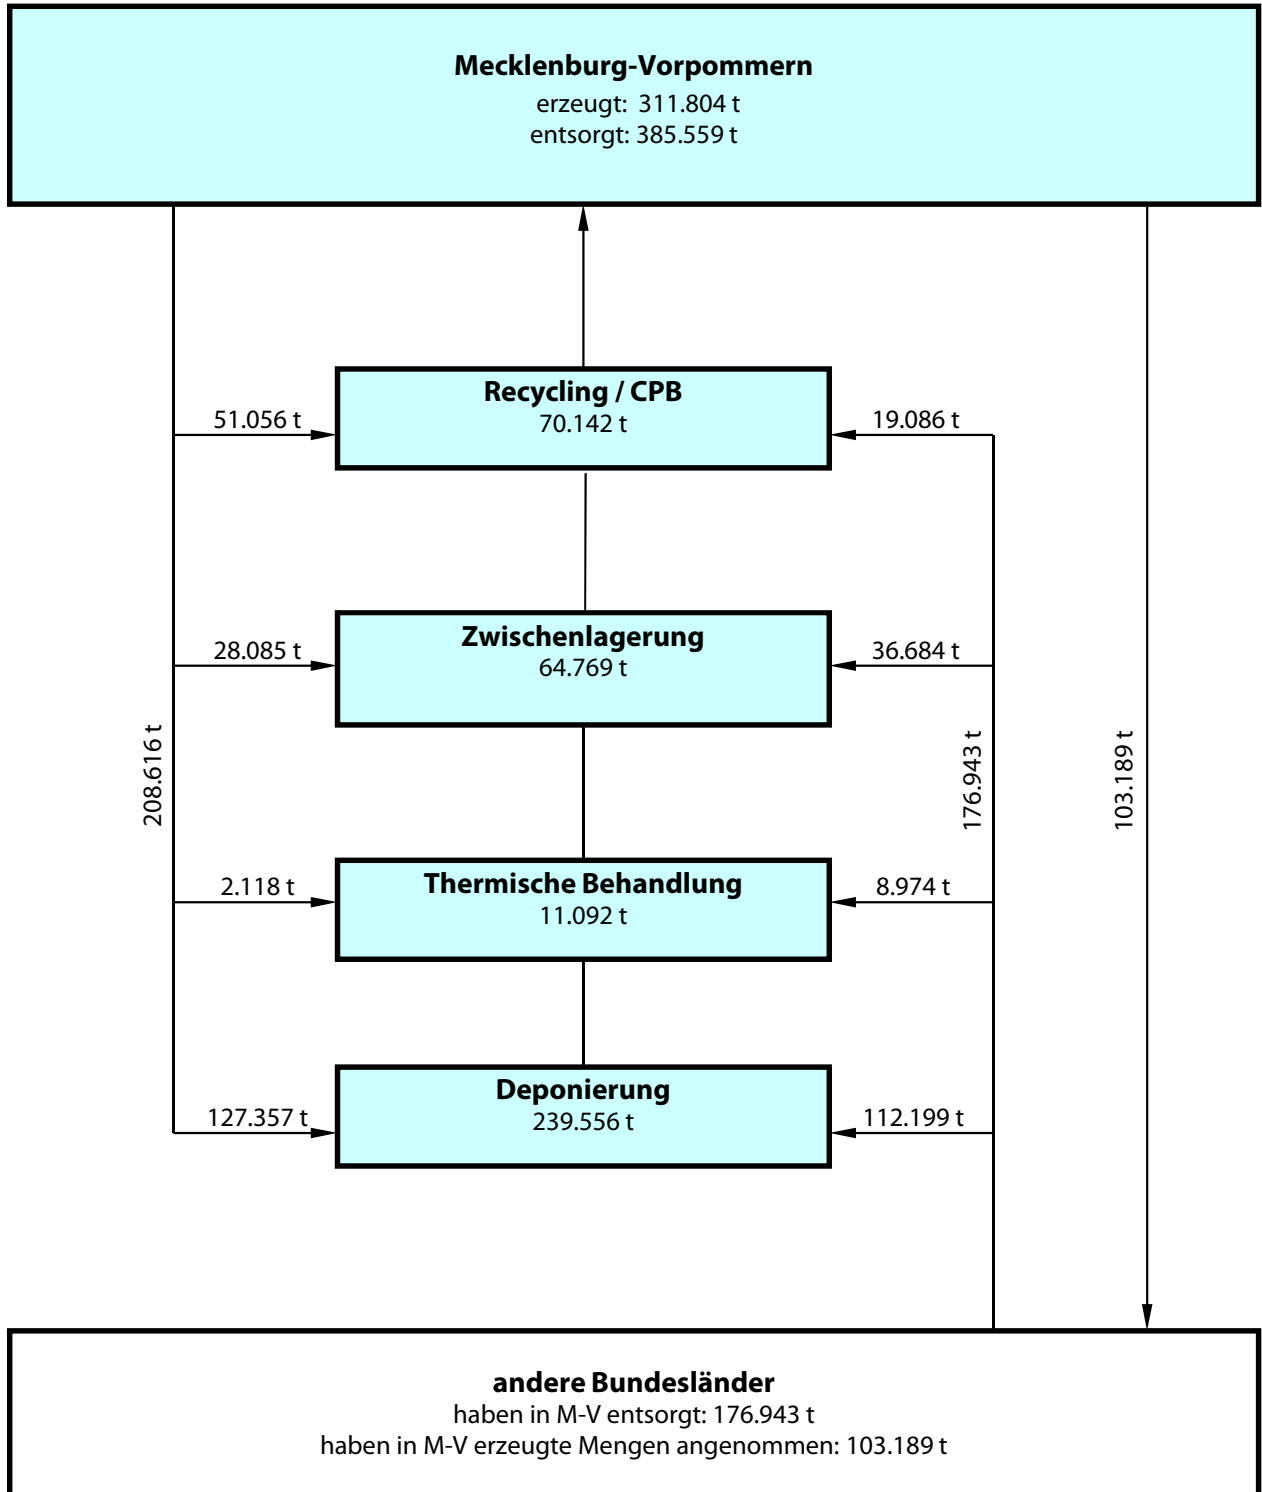 Mecklenburg-Vorpommern
erzeugt: 311.804 t
entsorgt: 385.559 t
Recycling / CPB
70.142 t
51.056 t
19.086 t
Zwischenlagerung
64.769 t
28.085 t
36.684 t
208.616 t
176.943 t
103.189 t
Thermische Behandlung
11.092 t
2.118 t
8.974 t
Deponierung
239.556 t
127.357 t
112.199 t
andere Bundesländer
haben in M-V entsorgt: 176.943 t
haben in M-V erzeugte Mengen angenommen: 103.189 t